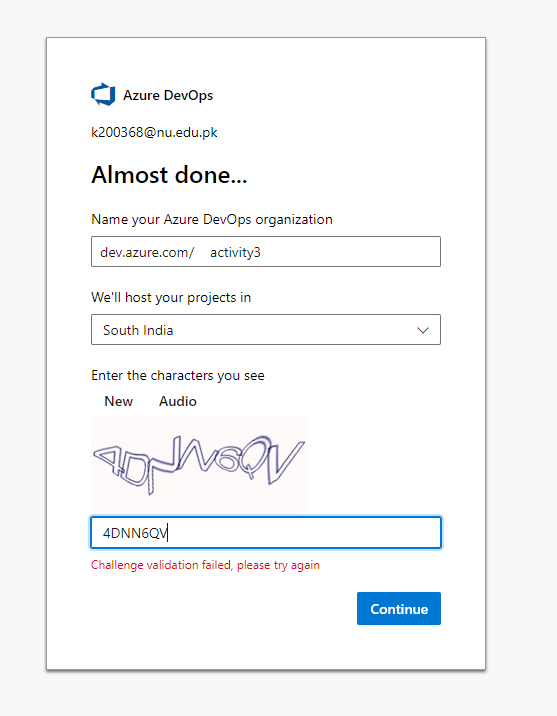 Azure DevOps
k200368@nu.edu.pk
Almost done...
Name your Azure DevOps organization
dev.azure.com/ activity3
We'll host your projects in
South India
Enter the characters you see
New Audio
4DNN6QV
Challenge validation failed, please try again
Continue